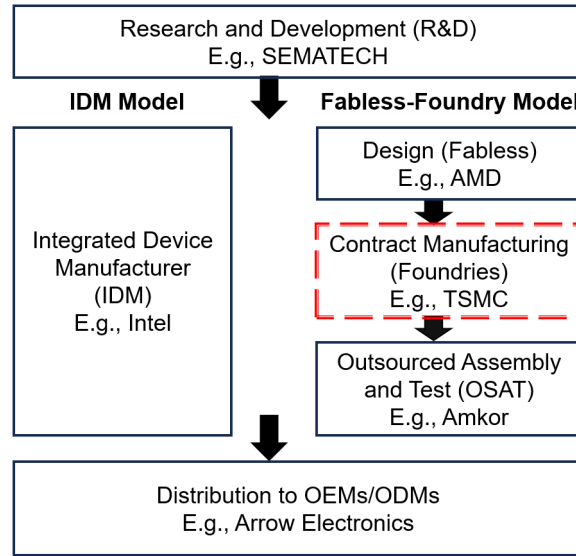 Research and Development (R&D)
E.g., SEMATECH
IDM Model
Fabless-Foundry Model
Integrated Device
Manufacturer
(IDM)
E.g., Intel
Design (Fabless)
E.g., AMD
Contract Manufacturing
(Foundries)
E.g., TSMC
Outsourced Assembly
and Test (OSAT)
E.g., Amkor
Distribution to OEMs/ODMs
E.g., Arrow Electronics